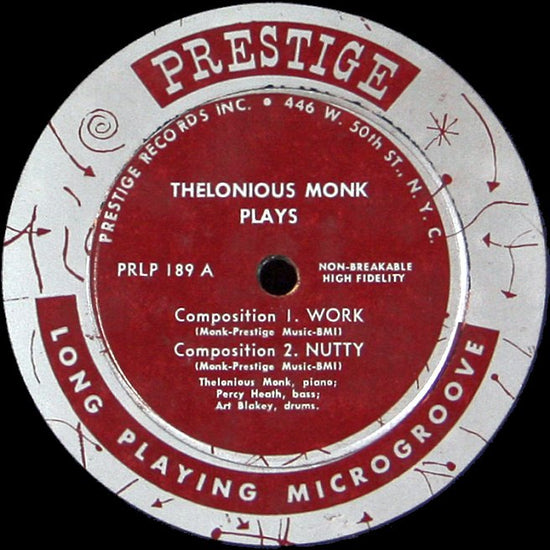 PRESTIGE
PRESTIGE RECORDS INC. • 446 W. 50th ST., N. Y. C.
THELONIOUS MONK
PLAYS
PRLP 189 A
NON-BREAKABLE
HIGH FIDELITY
Composition 1. WORK
(Monk-Prestige Music-BMI)
Composition 2. NUTTY
(Monk-Prestige Music-BMI)
Thelonious Monk, piano;
Percy Heath, bass;
Art Blakey, drums.
LONG PLAYING MICROGROOVE